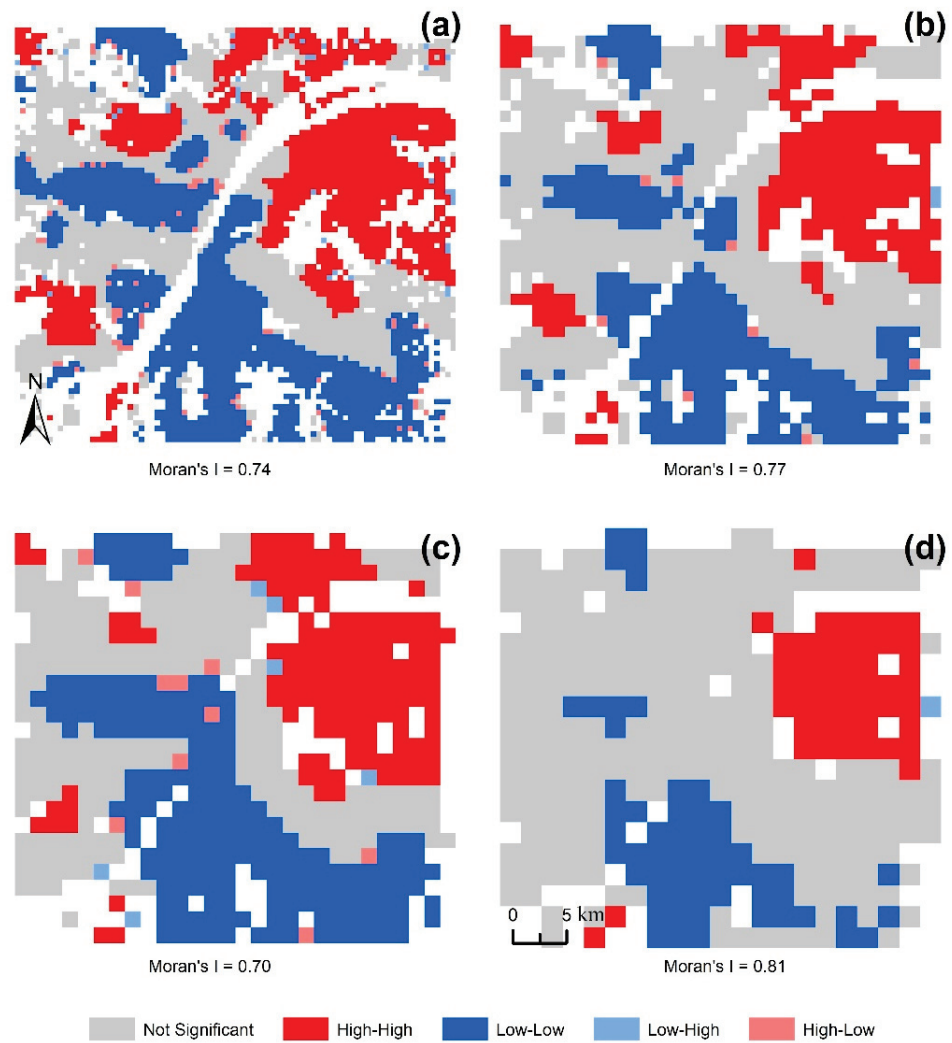 (a)
(b)
N
Moran's I = 0.74
Moran's I = 0.77
(c)
(d)
0 5 km
Moran's I = 0.70
Moran's I = 0.81
Not Significant High-High Low-Low Low-High High-Low